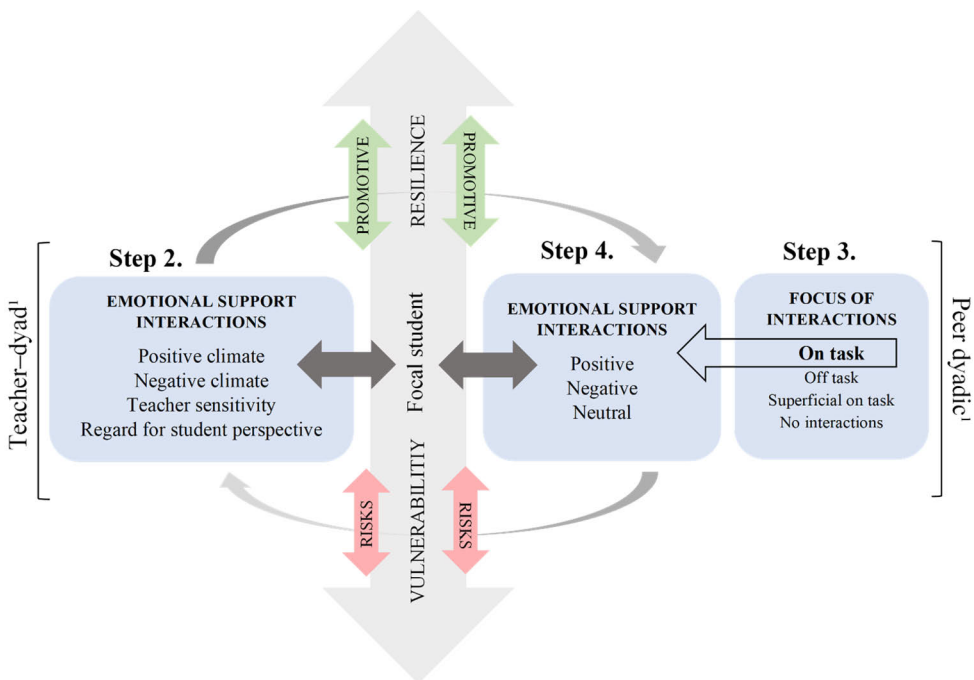 Teacher–dyad¹
Step 2.
EMOTIONAL SUPPORT
INTERACTIONS
Positive climate
Negative climate
Teacher sensitivity
Regard for student perspective
PROMOTIVE
RISKS
RESILIENCE
Focal student
VULNERABILITIY
PROMOTIVE
RISKS
Step 4.
EMOTIONAL SUPPORT
INTERACTIONS
Positive
Negative
Neutral
Step 3.
FOCUS OF
INTERACTIONS
On task
Off task
Superficial on task
No interactions
Peer dyadic¹